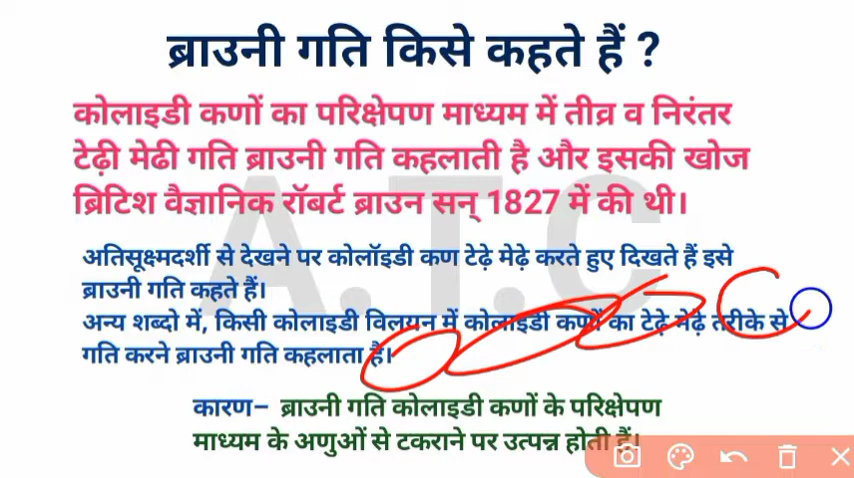 ब्राउनी गति किसे कहते हैं ?
कोलाइडी कणों का परिक्षेपण माध्यम में तीव्र व निरंतर
टेढ़ी मेढी गति ब्राउनी गति कहलाती है और इसकी खोज
ब्रिटिश वैज्ञानिक रॉबर्ट ब्राउन सन् 1827 में की थी।
A.T.C
अतिसूक्ष्मदर्शी से देखने पर कोलॉइडी कण टेढ़े मेढ़े करते हुए दिखते हैं इसे
ब्राउनी गति कहते हैं।
अन्य शब्दो में, किसी कोलाइडी विलयन में कोलाइडी कणों का टेढ़े मेढ़े तरीके से
गति करने ब्राउनी गति कहलाता है।
कारण– ब्राउनी गति कोलाइडी कणों के परिक्षेपण
माध्यम के अणुओं से टकराने पर उत्पन्न होती हैं।